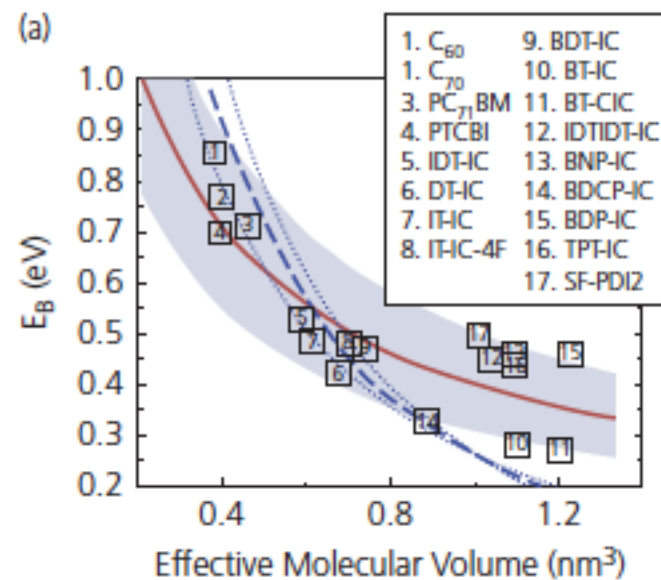 (a)
1. C60 9. BDT-IC
1. C70 10. BT-IC
3. PC71BM 11. BT-CIC
4. PTCBI 12. IDTIDT-IC
5. IDT-IC 13. BNP-IC
6. DT-IC 14. BDCP-IC
7. IT-IC 15. BDP-IC
8. IT-IC-4F 16. TPT-IC
17. SF-PDI2
1.0
0.9
0.8
0.7
0.6
0.5
0.4
0.3
0.2
EB (eV)
1
2
3
4
5
7
8
9
6
17
12
16
15
14
10
11
0.4 0.8 1.2
Effective Molecular Volume (nm³)